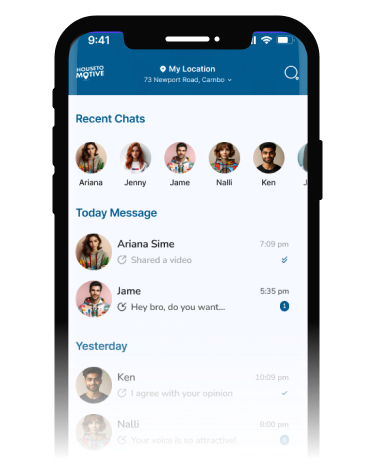 9:41
HOUSETO
MOTIVE
My Location
73 Newport Road, Cambo
Recent Chats
Ariana
Jenny
Jame
Nalli
Ken
J
Today Message
Ariana Sime
7:09 pm
Shared a video
Jame
5:35 pm
Hey bro, do you want...
1
Yesterday
Ken
10:09 pm
I agree with your opinion
Nalli
8:00 pm
Your voice is so attractive!